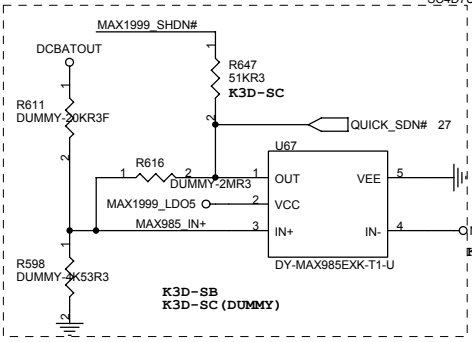 MAX1999_SHDN#
DCBATOUT
1
R647
51KR3
K3D-SC
1
R611
DUMMY-20KR3F
2
2
QUICK_SDN# 27
U67
R616
1
2
DUMMY-2MR3
1
OUT
VEE
5
MAX1999_LDO5
2
VCC
MAX985_IN+
3
IN+
IN-
4
1
R598
DUMMY-4K53R3
DY-MAX985EXK-T1-U
2
K3D-SB
K3D-SC(DUMMY)